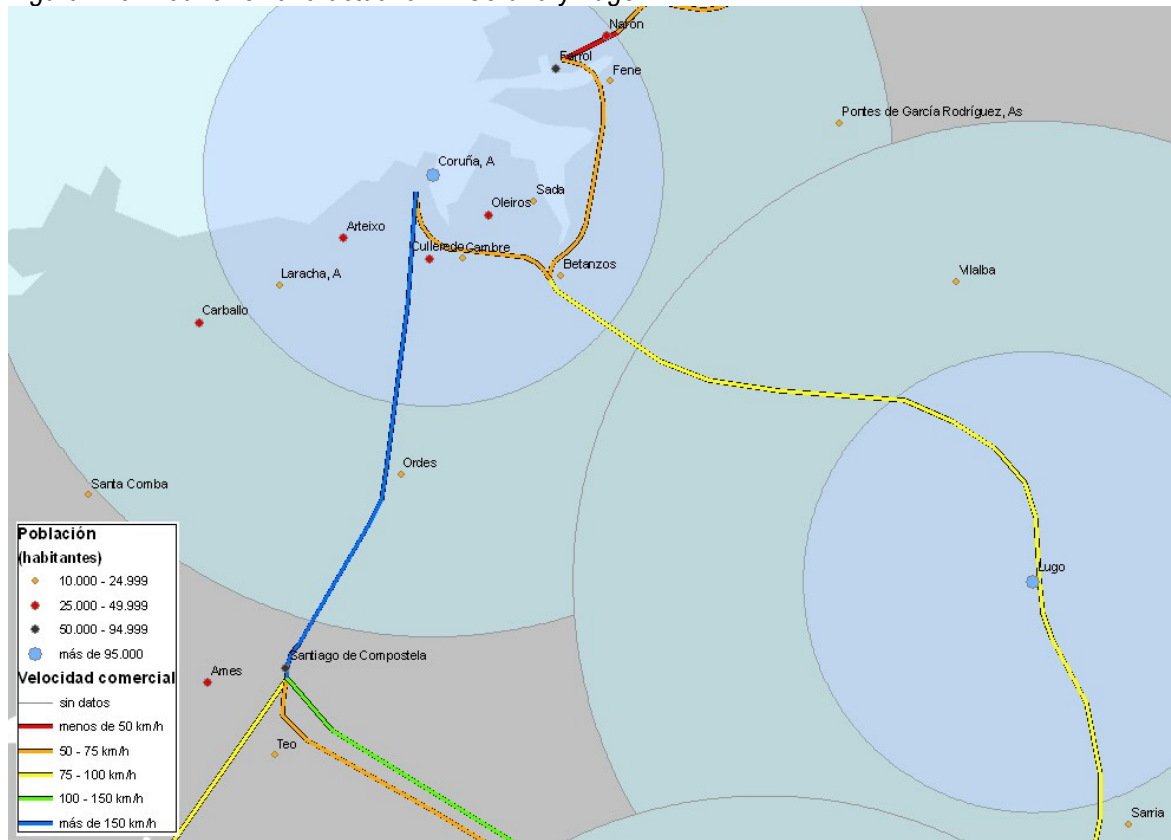 Narón
Ferrol
Fene
Pontes de García Rodríguez, As
Coruña, A
Sada
Oleiros
Arteixo
Culleredo
Cambre
Betanzos
Laracha, A
Vilalba
Carballo
Ordes
Santa Comba
Lugo
Santiago de Compostela
Ames
Teo
Sarria
Población
(habitantes)
10.000 - 24.999
25.000 - 49.999
50.000 - 94.999
más de 95.000
Velocidad comercial
sin datos
menos de 50 km/h
50 - 75 km/h
75 - 100 km/h
100 - 150 km/h
más de 150 km/h